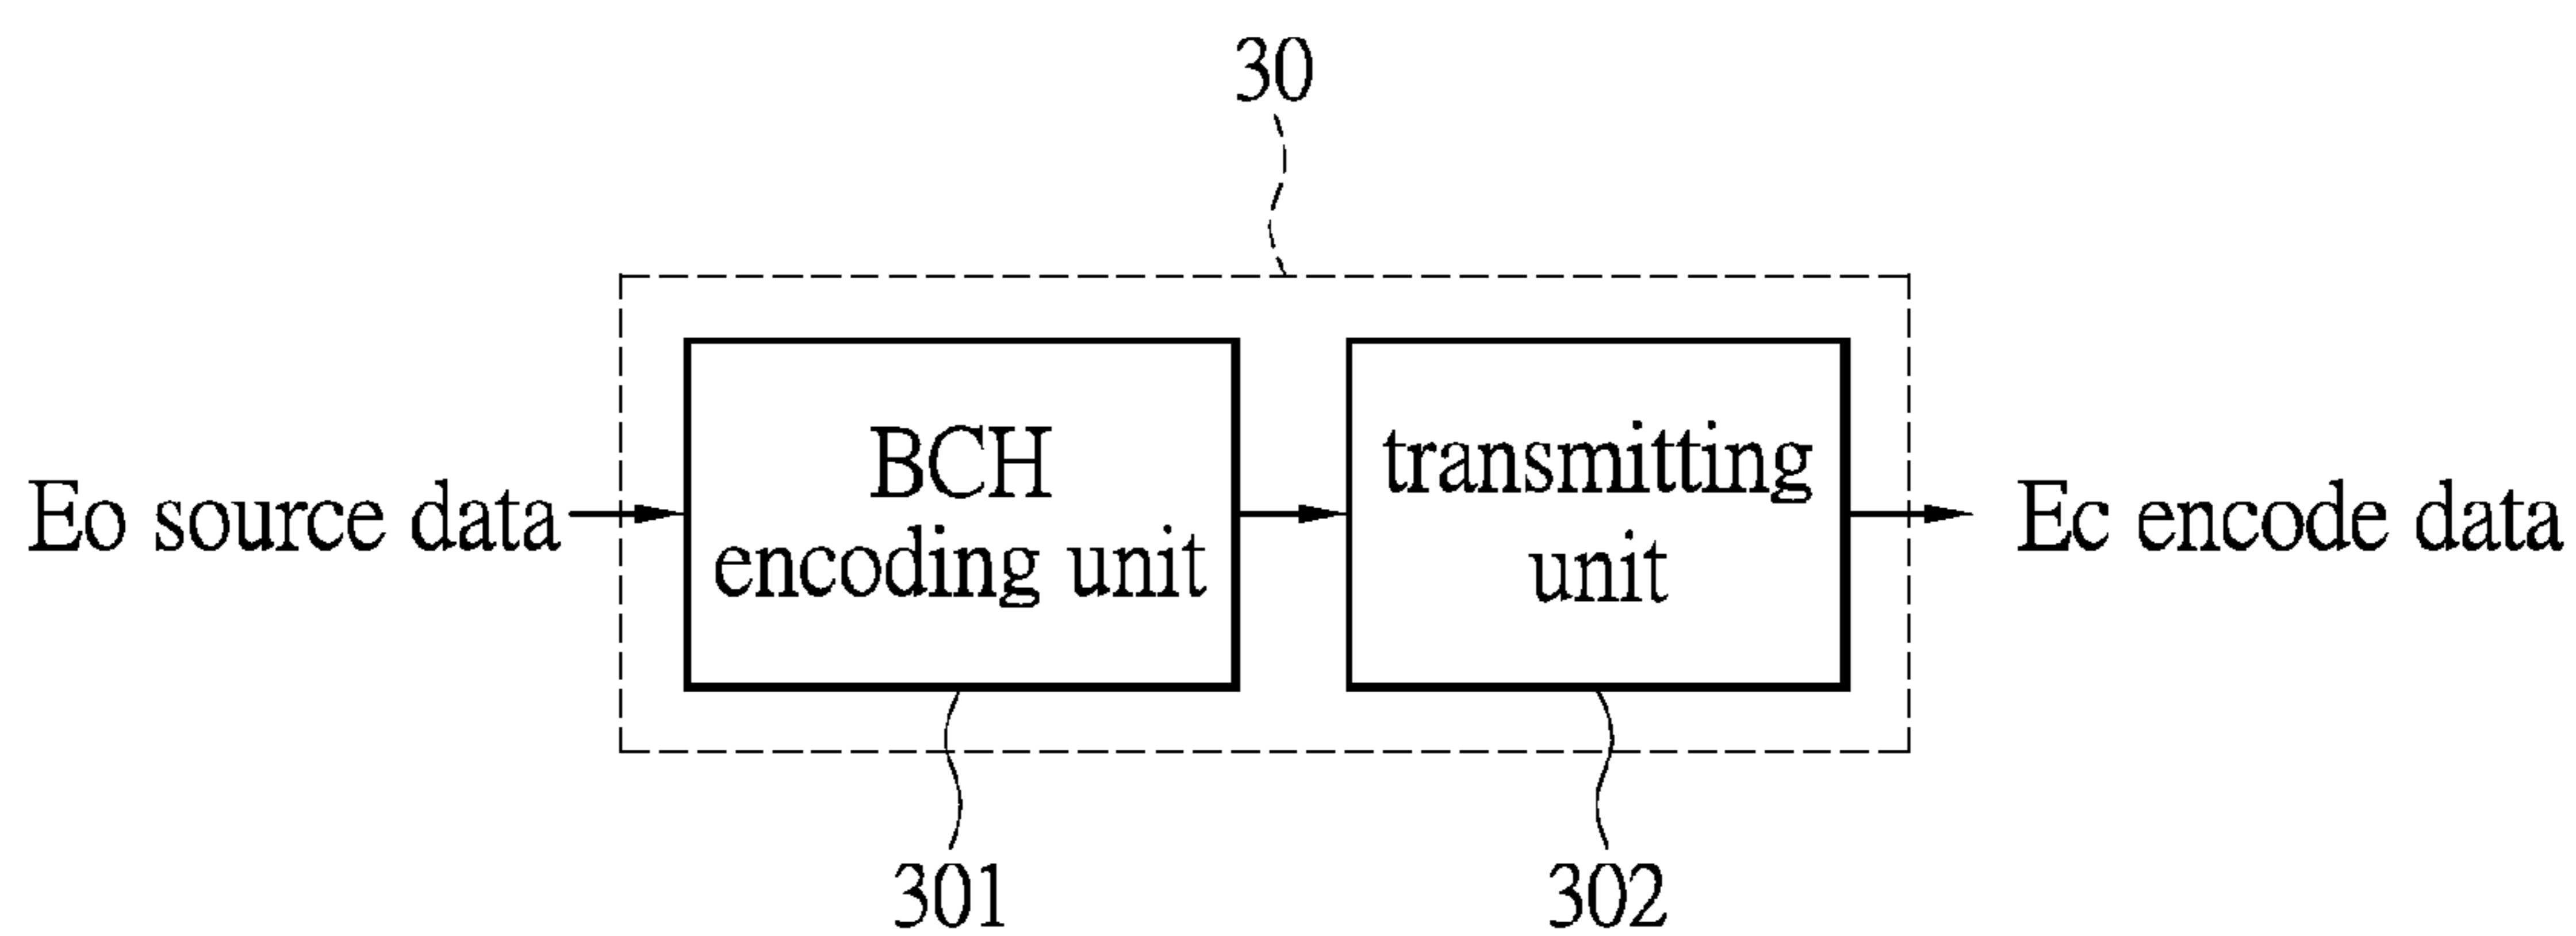 30
Eo source data
BCH
encoding unit
transmitting
unit
Ec encode data
301
302